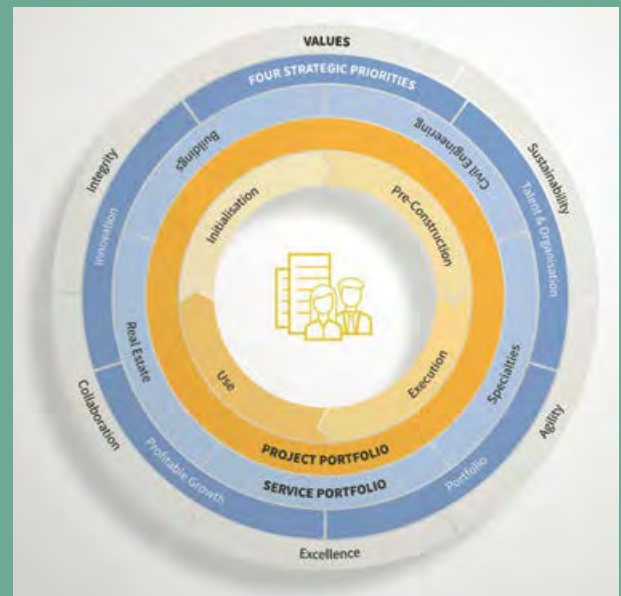 VALUES
FOUR STRATEGIC PRIORITIES
Buildings
Civil Engineering
Integrity
Sustainability
Innovation
Talent & Organisation
Initialisation
Pre-Construction
Real Estate
Use
Execution
Specialties
Collaboration
Agility
PROJECT PORTFOLIO
Profitable Growth
Portfolio
SERVICE PORTFOLIO
Excellence